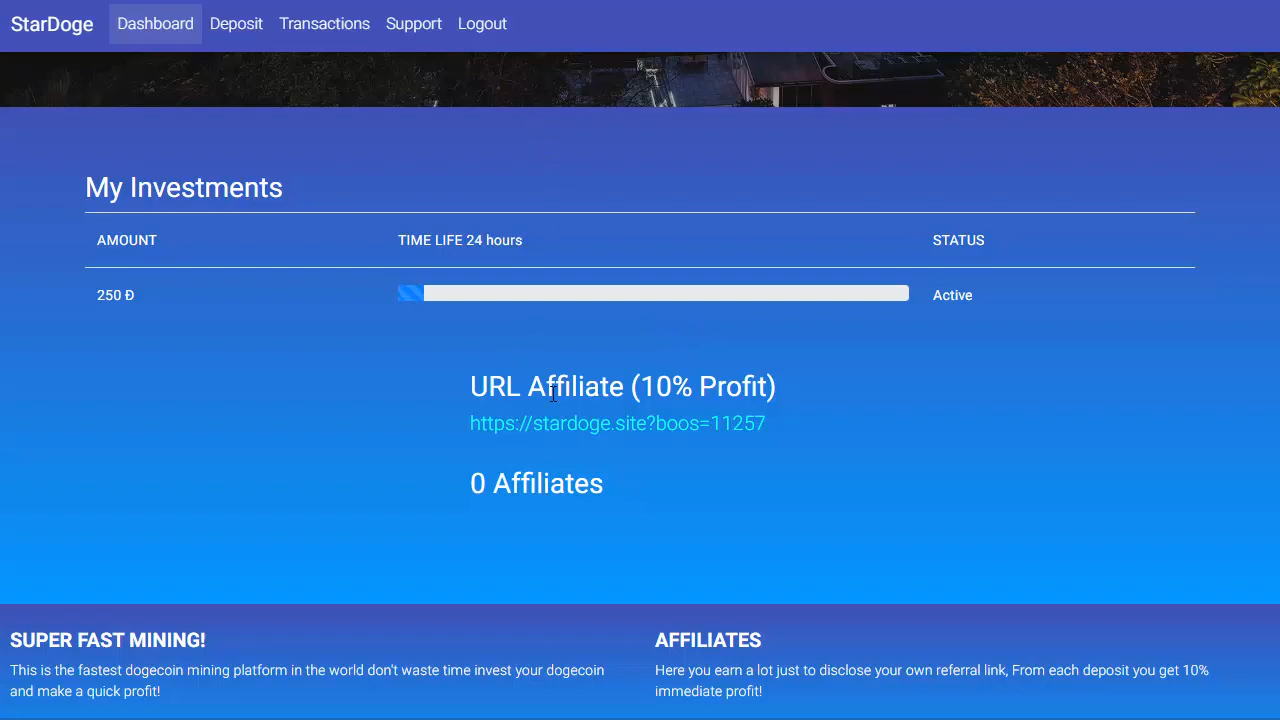 StarDoge Dashboard Deposit Transactions Support Logout
My Investments
AMOUNT TIME LIFE 24 hours STATUS
250 Đ Active
URL Affiliate (10% Profit)
https://stardoge.site?boos=11257
0 Affiliates
SUPER FAST MINING!
This is the fastest dogecoin mining platform in the world don't waste time invest your dogecoin
and make a quick profit!
AFFILIATES
Here you earn a lot just to disclose your own referral link, From each deposit you get 10%
immediate profit!